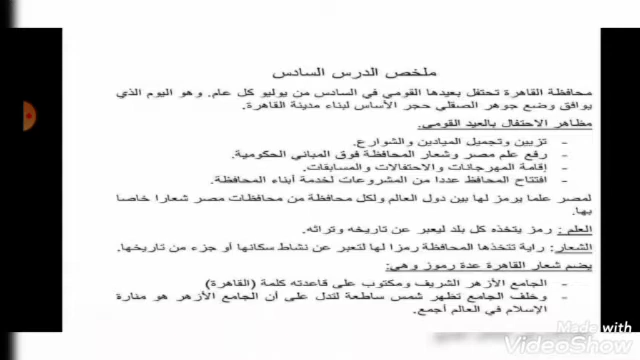 ملخص الدرس السادس
محافظة القاهرة تحتفل بعيدها القومي في السادس من يوليو كل عام. وهو اليوم الذي
يوافق وضع جوهر الصقلي حجر الأساس لبناء مدينة القاهرة.
مظاهر الاحتفال بالعيد القومي.
- تزيين وتجميل الميادين والشوارع.
- رفع علم مصر وشعار المحافظة فوق المباني الحكومية.
- إقامة المهرجانات والاحتفالات والمسابقات.
- افتتاح المحافظ عددا من المشروعات لخدمة أبناء المحافظة.
لمصر علما يرمز لها بين دول العالم ولكل محافظة من محافظات مصر شعارا خاصا
بها.
العلم: رمز يتخذه كل بلد ليعبر عن تاريخه وتراثه.
الشعار: راية تتخذها المحافظة رمزا لها لتعبر عن نشاط سكانها أو جزء من تاريخها.
يضم شعار القاهرة عدة رموز وهي:
- الجامع الأزهر الشريف ومكتوب على قاعدته كلمة (القاهرة)
- وخلف الجامع تظهر شمس ساطعة لتدل على أن الجامع الأزهر هو منارة
الإسلام في العالم أجمع.
Made with
VideoShow